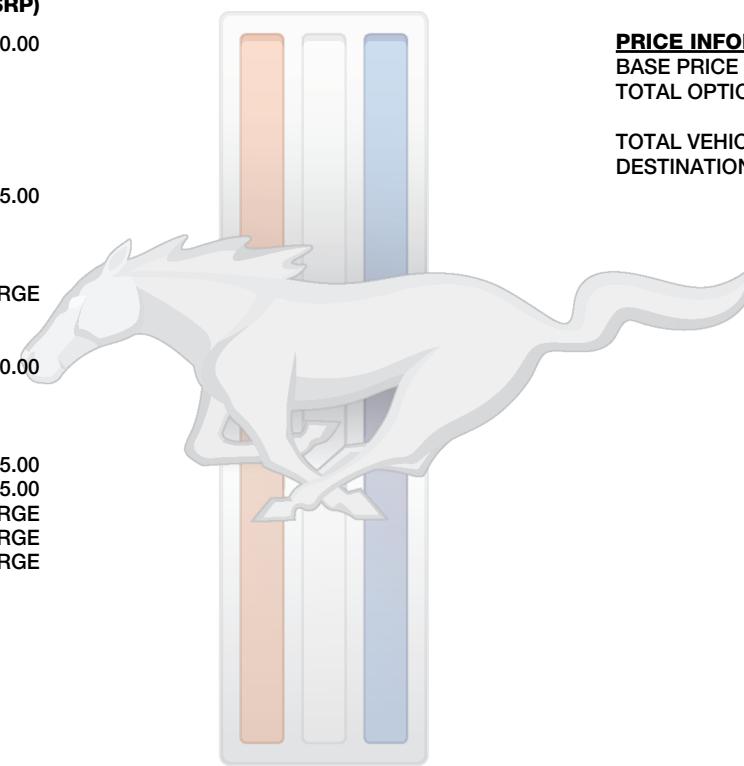 SRP)
0.00
5.00
RGE
0.00
5.00
5.00
RGE
RGE
RGE
PRICE INFO
BASE PRICE
TOTAL OPTIO
TOTAL VEHIC
DESTINATION